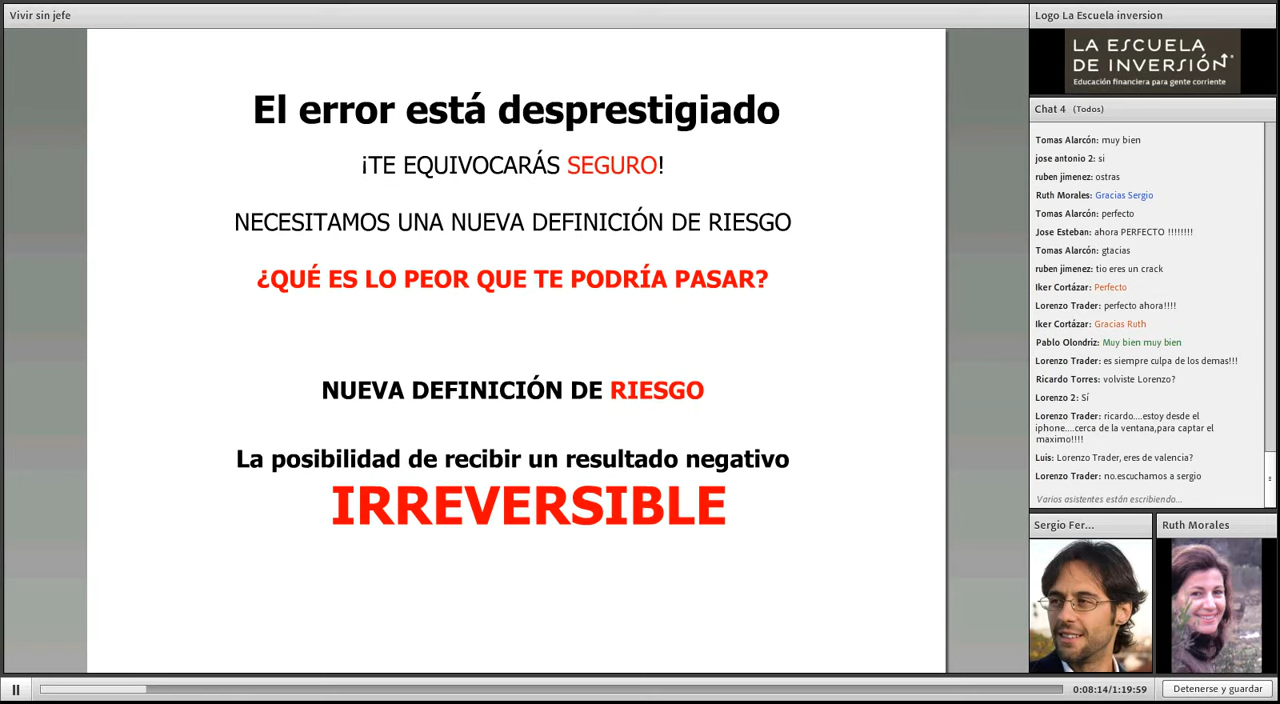 Vivir sin jefe
El error está desprestigiado
¡TE EQUIVOCARÁS SEGURO!
NECESITAMOS UNA NUEVA DEFINICIÓN DE RIESGO
¿QUÉ ES LO PEOR QUE TE PODRÍA PASAR?
NUEVA DEFINICIÓN DE RIESGO
La posibilidad de recibir un resultado negativo
IRREVERSIBLE
Logo La Escuela inversion
LA ESCUELA
DE INVERSIÓN
Educación financiera para gente corriente
Chat 4 (Todos)
Tomas Alarcón: muy bien
jose antonio 2: si
ruben jimenez: ostras
Ruth Morales: Gracias Sergio
Tomas Alarcón: perfecto
Jose Esteban: ahora PERFECTO !!!!!!!!
Tomas Alarcón: gtacias
ruben jimenez: tio eres un crack
Iker Cortázar: Perfecto
Lorenzo Trader: perfecto ahora!!!!
Iker Cortázar: Gracias Ruth
Pablo Olondriz: Muy bien muy bien
Lorenzo Trader: es siempre culpa de los demas!!!
Ricardo Torres: volviste Lorenzo?
Lorenzo 2: Sí
Lorenzo Trader: ricardo....estoy desde el
iphone....cerca de la ventana,para captar el
maximo!!!!
Luis: Lorenzo Trader, eres de valencia?
Lorenzo Trader: no.escuchamos a sergio
Varios asistentes están escribiendo...
Sergio Fer...
Ruth Morales
0:08:14/1:19:59
Detenerse y guardar